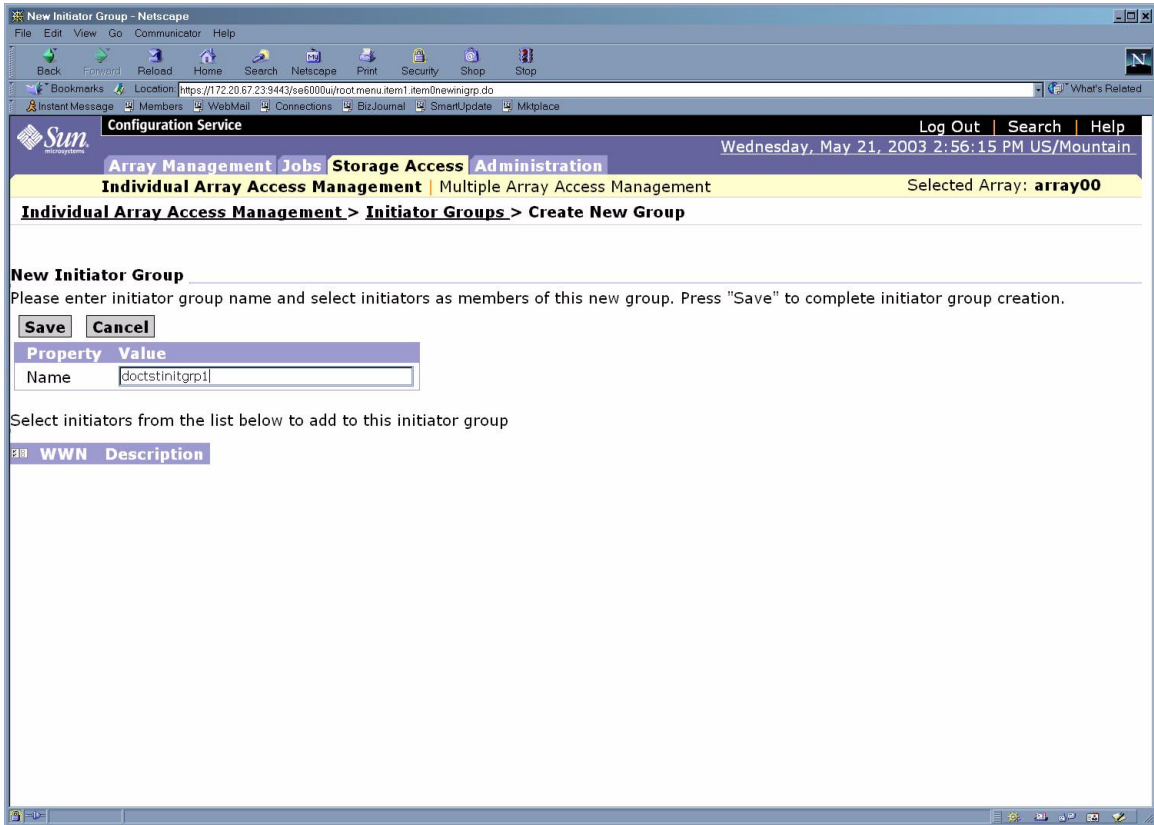 New Initiator Group - Netscape
File Edit View Go Communicator Help
Back Forward Reload Home Search Netscape Print Security Shop Stop
My
N
Bookmarks Location: https://172.20.67.23:9443/se6000ui/root.menu.item1.item0newinigrp.do What's Related
Instant Message Members WebMail Connections BizJournal SmartUpdate Mktplace
Sun
microsystems
Configuration Service
Log Out | Search | Help
Wednesday, May 21, 2003 2:56:15 PM US/Mountain
Array Management Jobs Storage Access Administration
Individual Array Access Management | Multiple Array Access Management Selected Array: array00
Individual Array Access Management > Initiator Groups > Create New Group
New Initiator Group
Please enter initiator group name and select initiators as members of this new group. Press "Save" to complete initiator group creation.
Save Cancel
Property Value
Name doctstinitgrp1
Select initiators from the list below to add to this initiator group
WWN Description